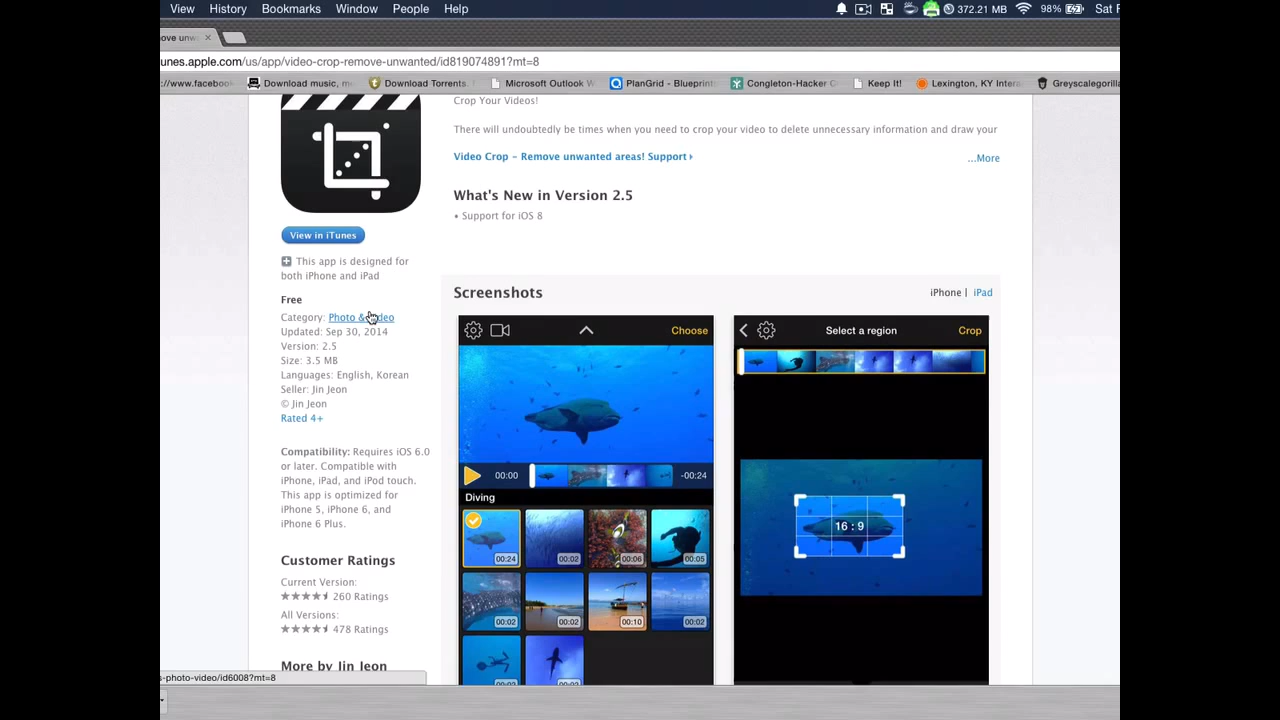 View History Bookmarks Window People Help 372.21 MB 98% Sat F
ove unw
unes.apple.com/us/app/video-crop-remove-unwanted/id819074891?mt=8
://www.facebook Download music, m Download Torrents. Microsoft Outlook W PlanGrid – Blueprint Congleton-Hacker C Keep It! Lexington, KY Inter Greyscalegorilla
Crop Your Videos!
There will undoubtedly be times when you need to crop your video to delete unnecessary information and draw your
Video Crop – Remove unwanted areas! Support
...More
What's New in Version 2.5
• Support for iOS 8
View in iTunes
This app is designed for
both iPhone and iPad
Free
Category: Photo & Video
Updated: Sep 30, 2014
Version: 2.5
Size: 3.5 MB
Languages: English, Korean
Seller: Jin Jeon
© Jin Jeon
Rated 4+
Compatibility: Requires iOS 6.0
or later. Compatible with
iPhone, iPad, and iPod touch.
This app is optimized for
iPhone 5, iPhone 6, and
iPhone 6 Plus.
Customer Ratings
Current Version:
260 Ratings
All Versions:
478 Ratings
More by Jin Jeon
Screenshots
iPhone | iPad
Choose
00:00 -00:24
Diving
00:24 00:02 00:06 00:05
00:02 00:02 00:10 00:02
Select a region Crop
16 : 9
s-photo-video/id6008?mt=8